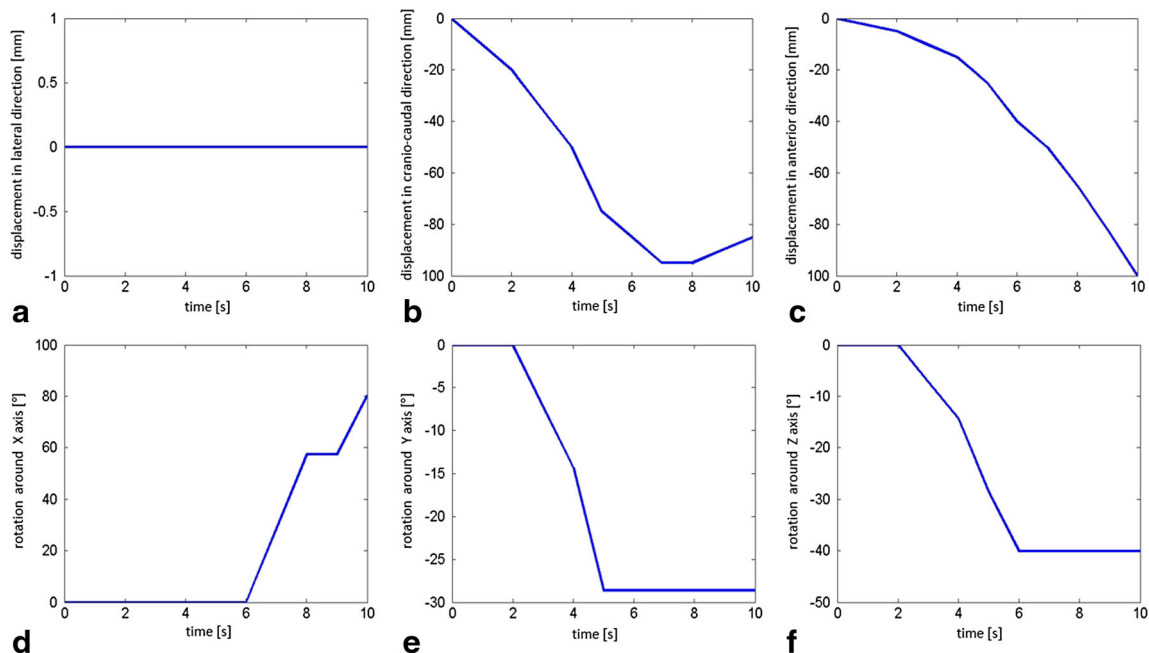 displacement in lateral direction [mm]
1
0.5
0
-0.5
-1
0 2 4 6 8 10
time [s]
a
displacement in cranio-caudal direction [mm]
0
-20
-40
-60
-80
100
0 2 4 6 8 10
time [s]
b
displacement in anterior direction [mm]
0
-20
-40
-60
-80
100
0 2 4 6 8 10
time [s]
c
rotation around X axis [°]
100
80
60
40
20
0
0 2 4 6 8 10
time [s]
d
rotation around Y axis [°]
0
-5
-10
-15
-20
-25
-30
0 2 4 6 8 10
time [s]
e
rotation around Z axis [°]
0
-10
-20
-30
-40
-50
0 2 4 6 8 10
time [s]
f